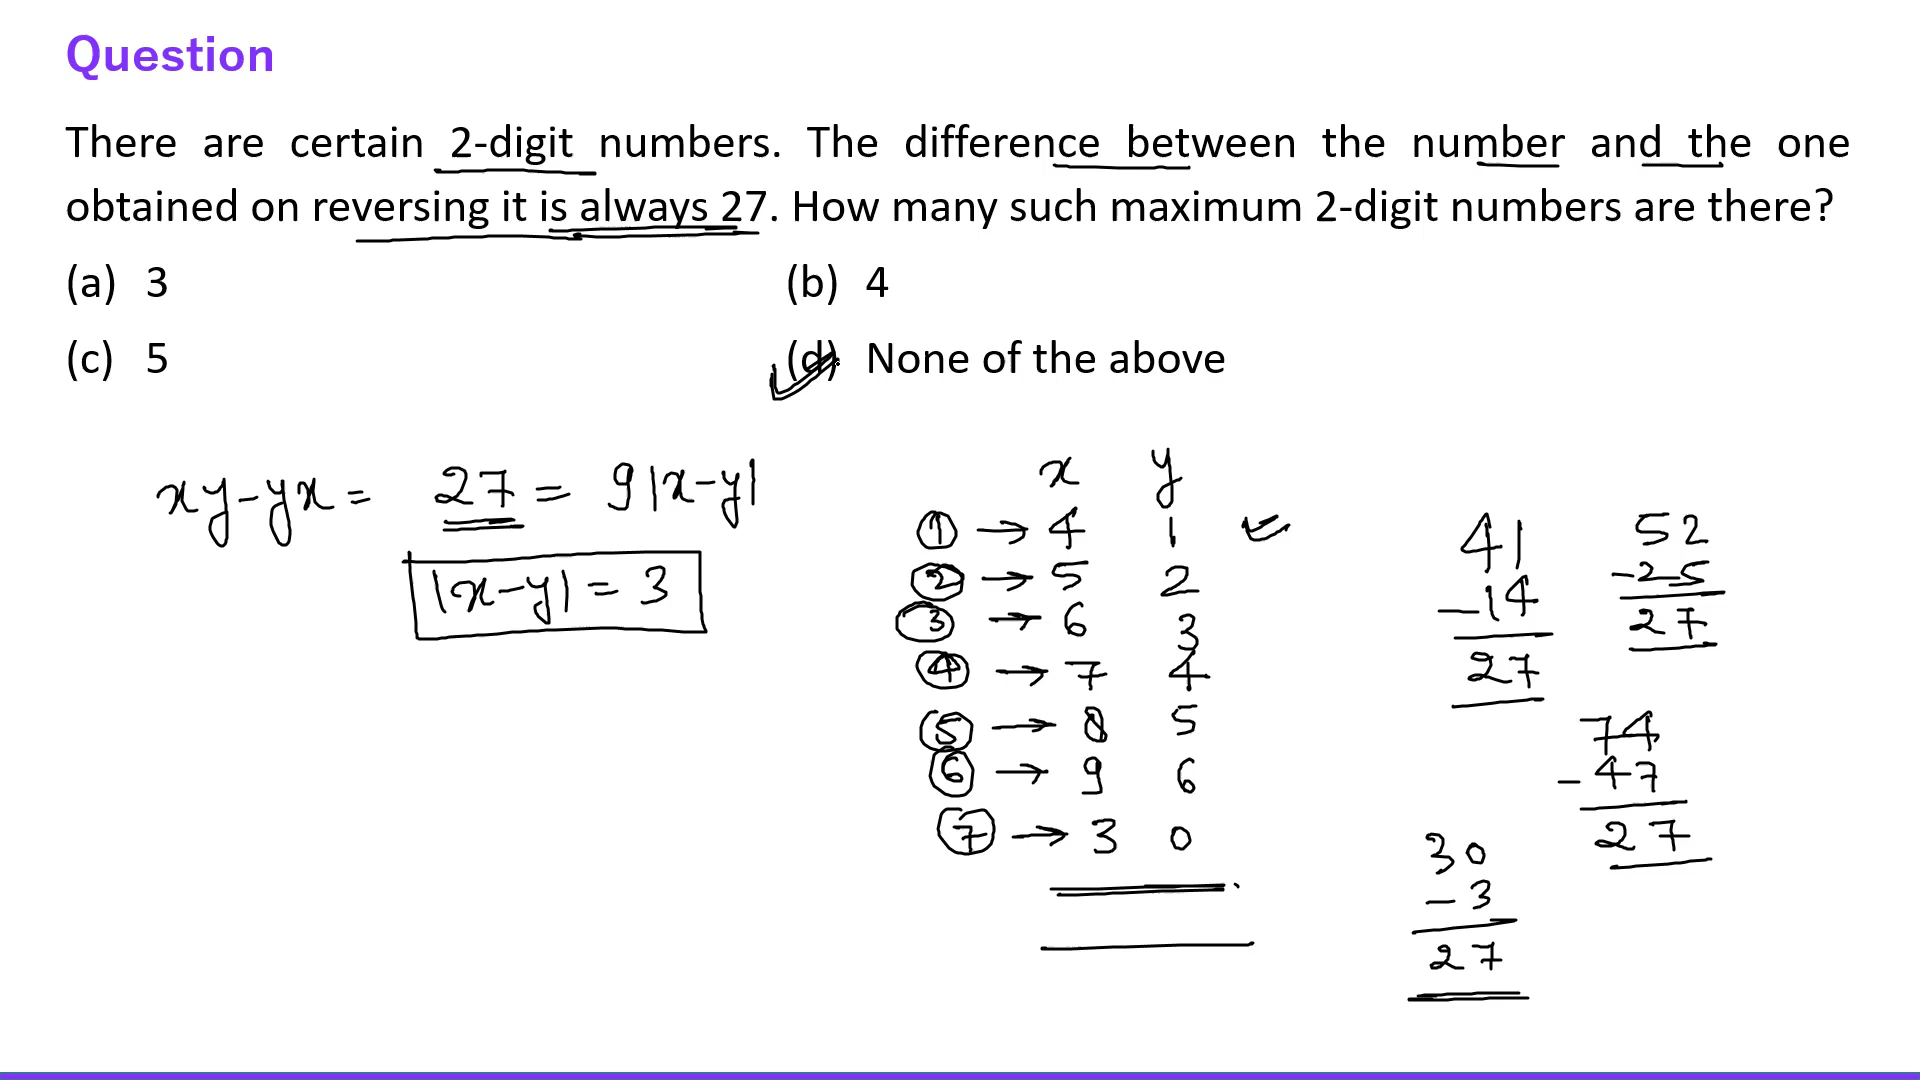 Question
There are certain 2-digit numbers. The difference between the number and the one
obtained on reversing it is always 27. How many such maximum 2-digit numbers are there?
(a) 3 (b) 4
(c) 5 (d) None of the above
xy-yx = 27 = 9|x-y|
|x-y| = 3
x y
1 → 4 1 ✓
2 → 5 2
3 → 6 3
4 → 7 4
5 → 8 5
6 → 9 6
7 → 3 0
41
-14
27
52
-25
27
74
-47
27
30
-3
27